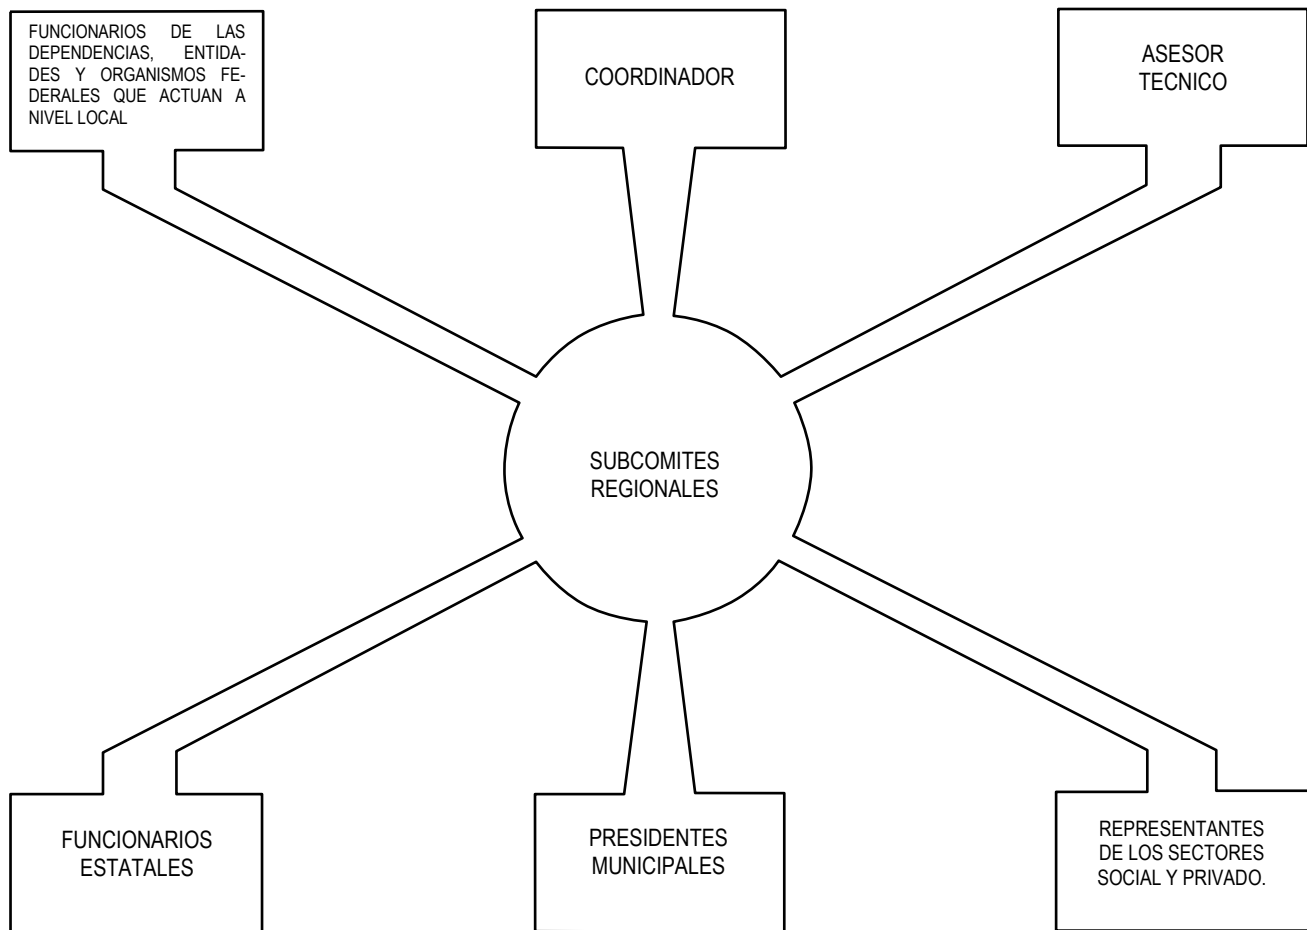 FUNCIONARIOS DE LAS
DEPENDENCIAS, ENTIDA-
DES Y ORGANISMOS FE-
DERALES QUE ACTUAN A
NIVEL LOCAL
COORDINADOR
ASESOR
TECNICO
SUBCOMITES
REGIONALES
FUNCIONARIOS
ESTATALES
PRESIDENTES
MUNICIPALES
REPRESENTANTES
DE LOS SECTORES
SOCIAL Y PRIVADO.